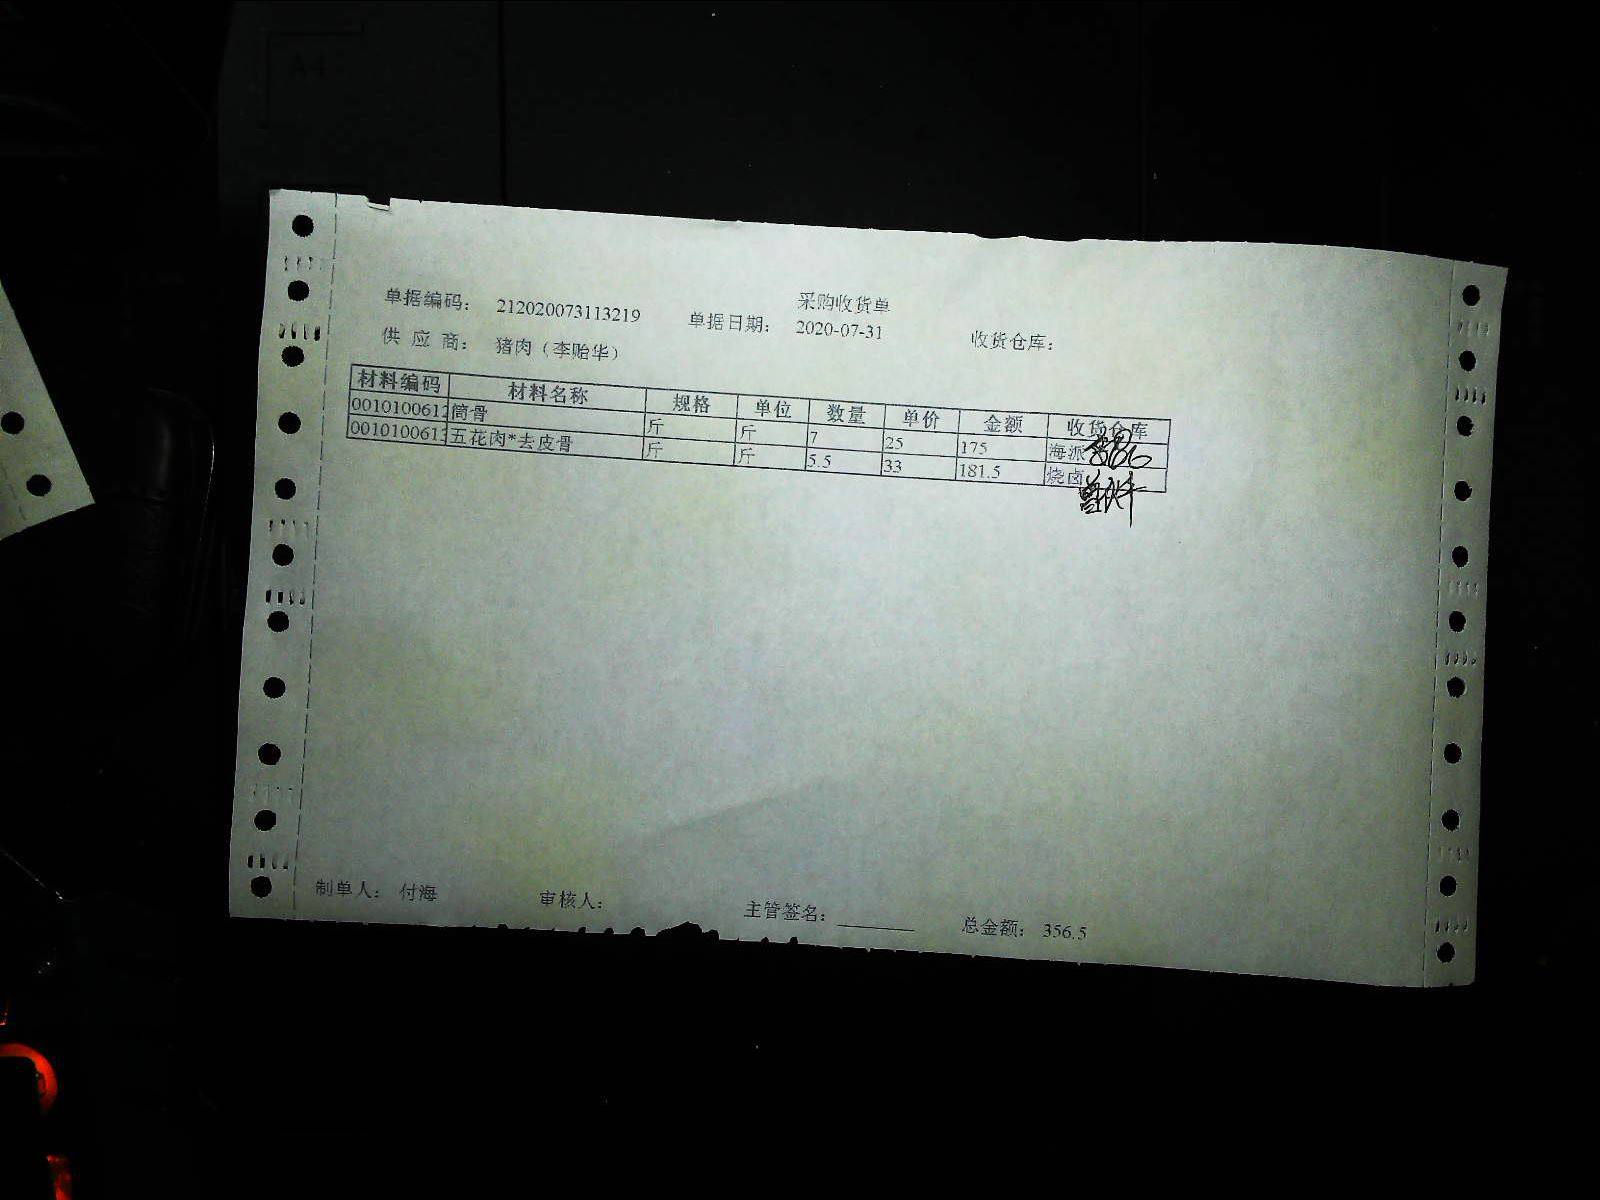 采购收货单
单据编码： 212020073113219 单据日期： 2020-07-31 收货仓库：
供 应 商： 猪肉（李贻华）
材料编码 材料名称 规格 单位 数量 单价 金额 收货仓库
0010100612 筒骨 斤 斤 7 25 175 海派
0010100613 五花肉*去皮骨 斤 斤 5.5 33 181.5 烧卤
制单人： 付海 审核人： 主管签名： 总金额： 356.5